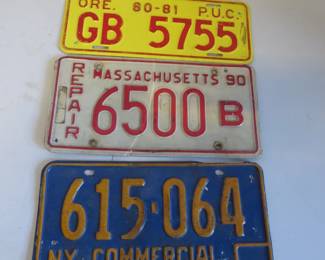 ORE. 80-81 P.U.C.
GB 5755
REPAIR
MASSACHUSETTS 90
6500 B
615-064
NY COMMERCIAL